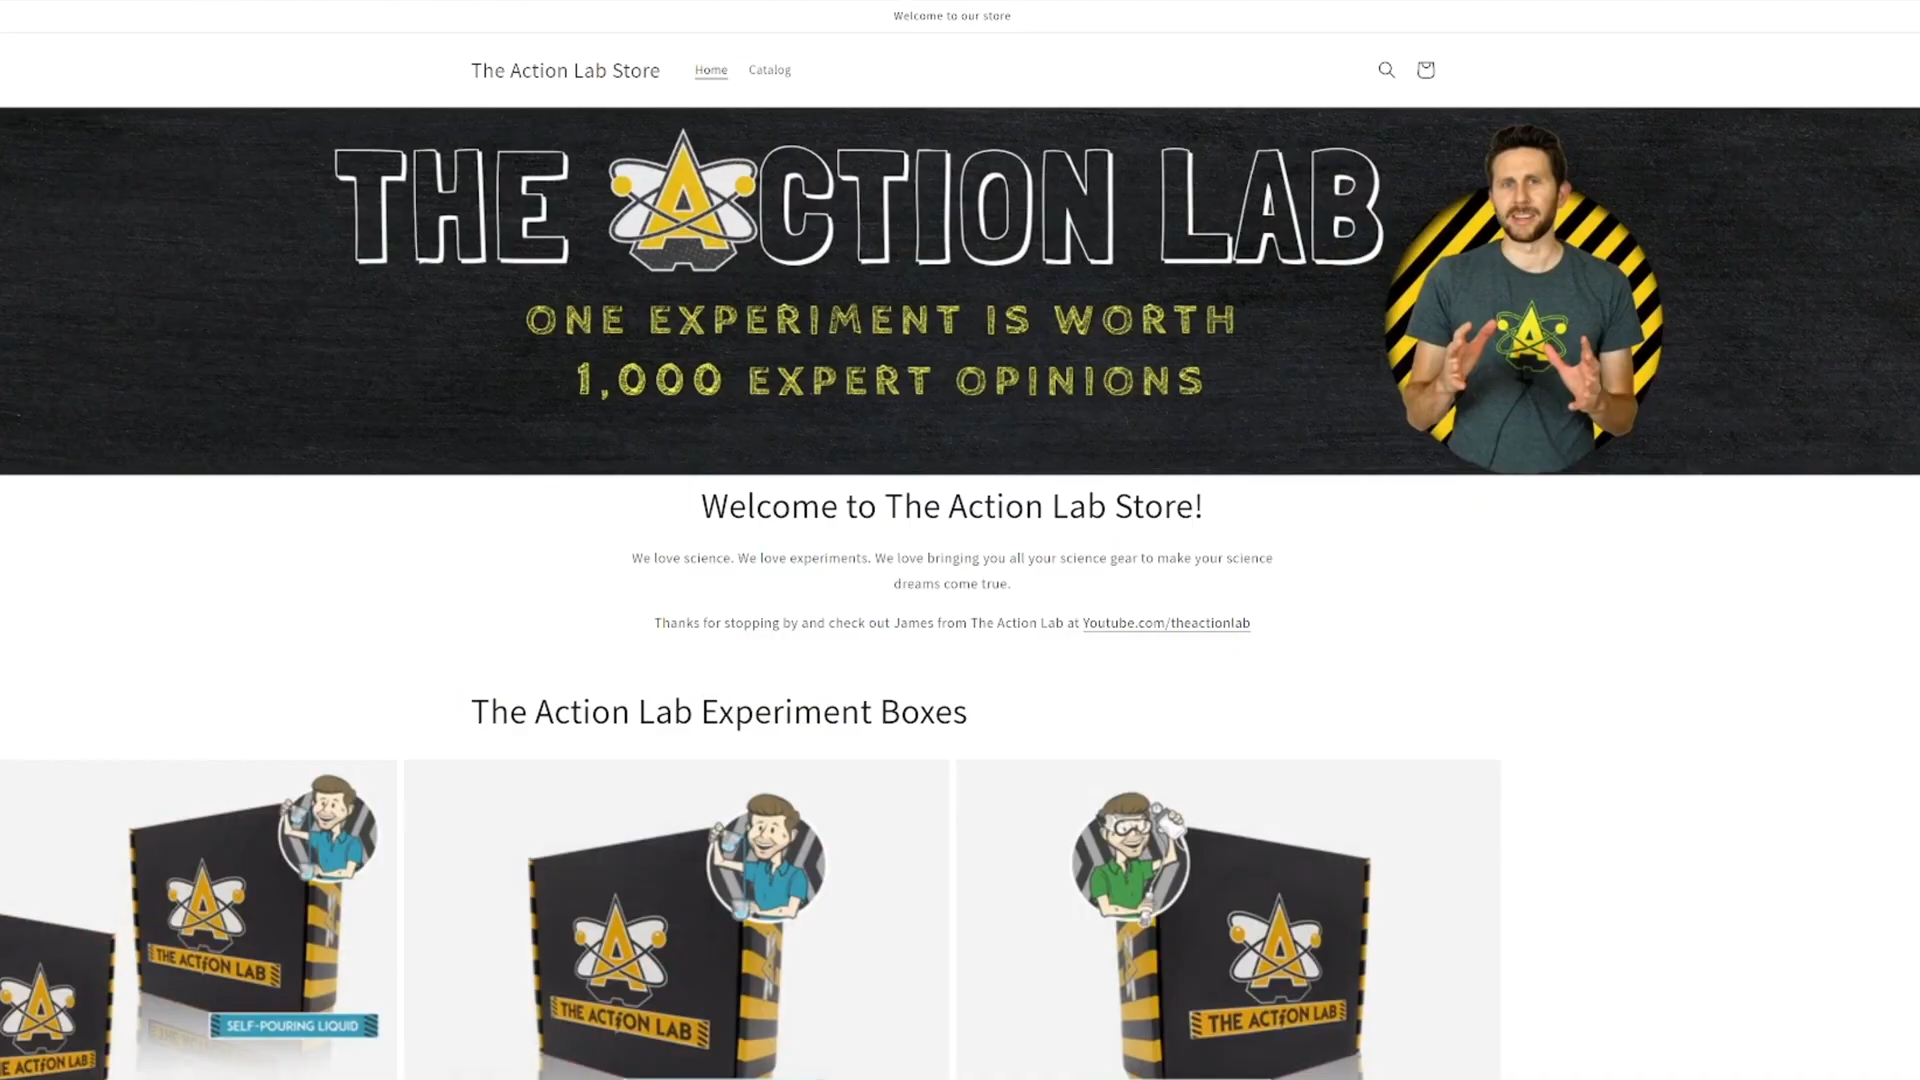 Welcome to our store
The Action Lab Store
Home
Catalog
THE ACTION LAB
ONE EXPERIMENT IS WORTH
1,000 EXPERT OPINIONS
Welcome to The Action Lab Store!
We love science. We love experiments. We love bringing you all your science gear to make your science
dreams come true.
Thanks for stopping by and check out James from The Action Lab at Youtube.com/theactionlab
The Action Lab Experiment Boxes
THE ACTION LAB
SELF-POURING LIQUID
E ACTION LAB
THE ACTION LAB
THE ACTION LAB